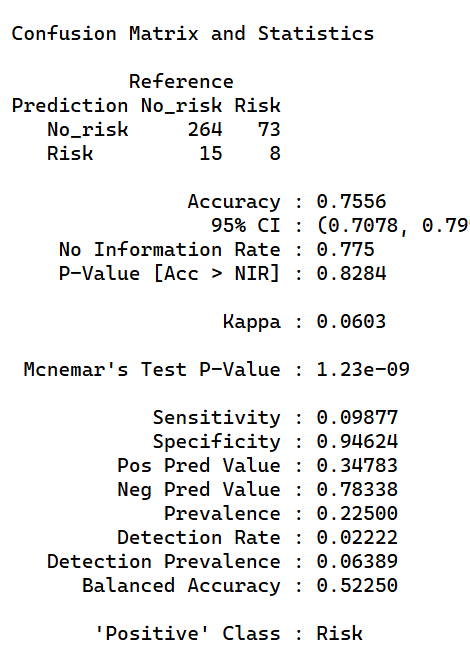 Confusion Matrix and Statistics
Reference
Prediction No_risk Risk
No_risk 264 73
Risk 15 8
Accuracy : 0.7556
95% CI : (0.7078, 0.79
No Information Rate : 0.775
P-Value [Acc > NIR] : 0.8284
Kappa : 0.0603
Mcnemar's Test P-Value : 1.23e-09
Sensitivity : 0.09877
Specificity : 0.94624
Pos Pred Value : 0.34783
Neg Pred Value : 0.78338
Prevalence : 0.22500
Detection Rate : 0.02222
Detection Prevalence : 0.06389
Balanced Accuracy : 0.52250
'Positive' Class : Risk